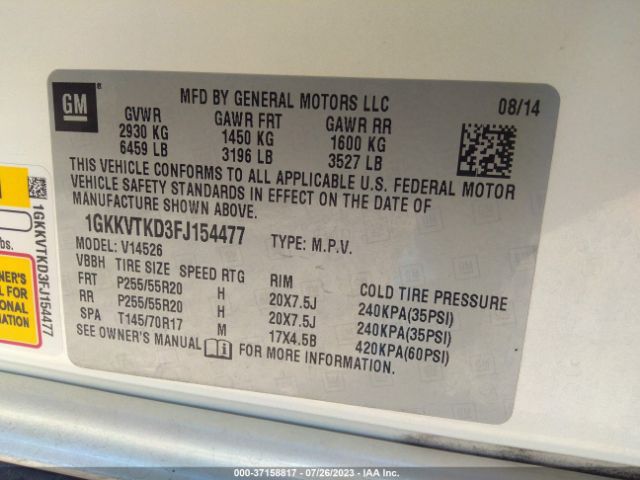 GM
MFD BY GENERAL MOTORS LLC
08/14
GVWR GAWR FRT GAWR RR
2930 KG 1450 KG 1600 KG
6459 LB 3196 LB 3527 LB
THIS VEHICLE CONFORMS TO ALL APPLICABLE U.S. FEDERAL MOTOR
VEHICLE SAFETY STANDARDS IN EFFECT ON THE DATE OF
MANUFACTURE SHOWN ABOVE.
1GKKVTKD3FJ154477 TYPE: M.P.V.
MODEL: V14526
VBBH TIRE SIZE SPEED RTG RIM COLD TIRE PRESSURE
FRT P255/55R20 H 20X7.5J 240KPA(35PSI)
RR P255/55R20 H 20X7.5J 240KPA(35PSI)
SPA T145/70R17 M 17X4.5B 420KPA(60PSI)
SEE OWNER'S MANUAL FOR MORE INFORMATION.
1GKKVTKD3FJ154477
bs.
NER'S
FOR
IONAL
MATION
000-37158817 / 07/26/2023 / IAA Inc.